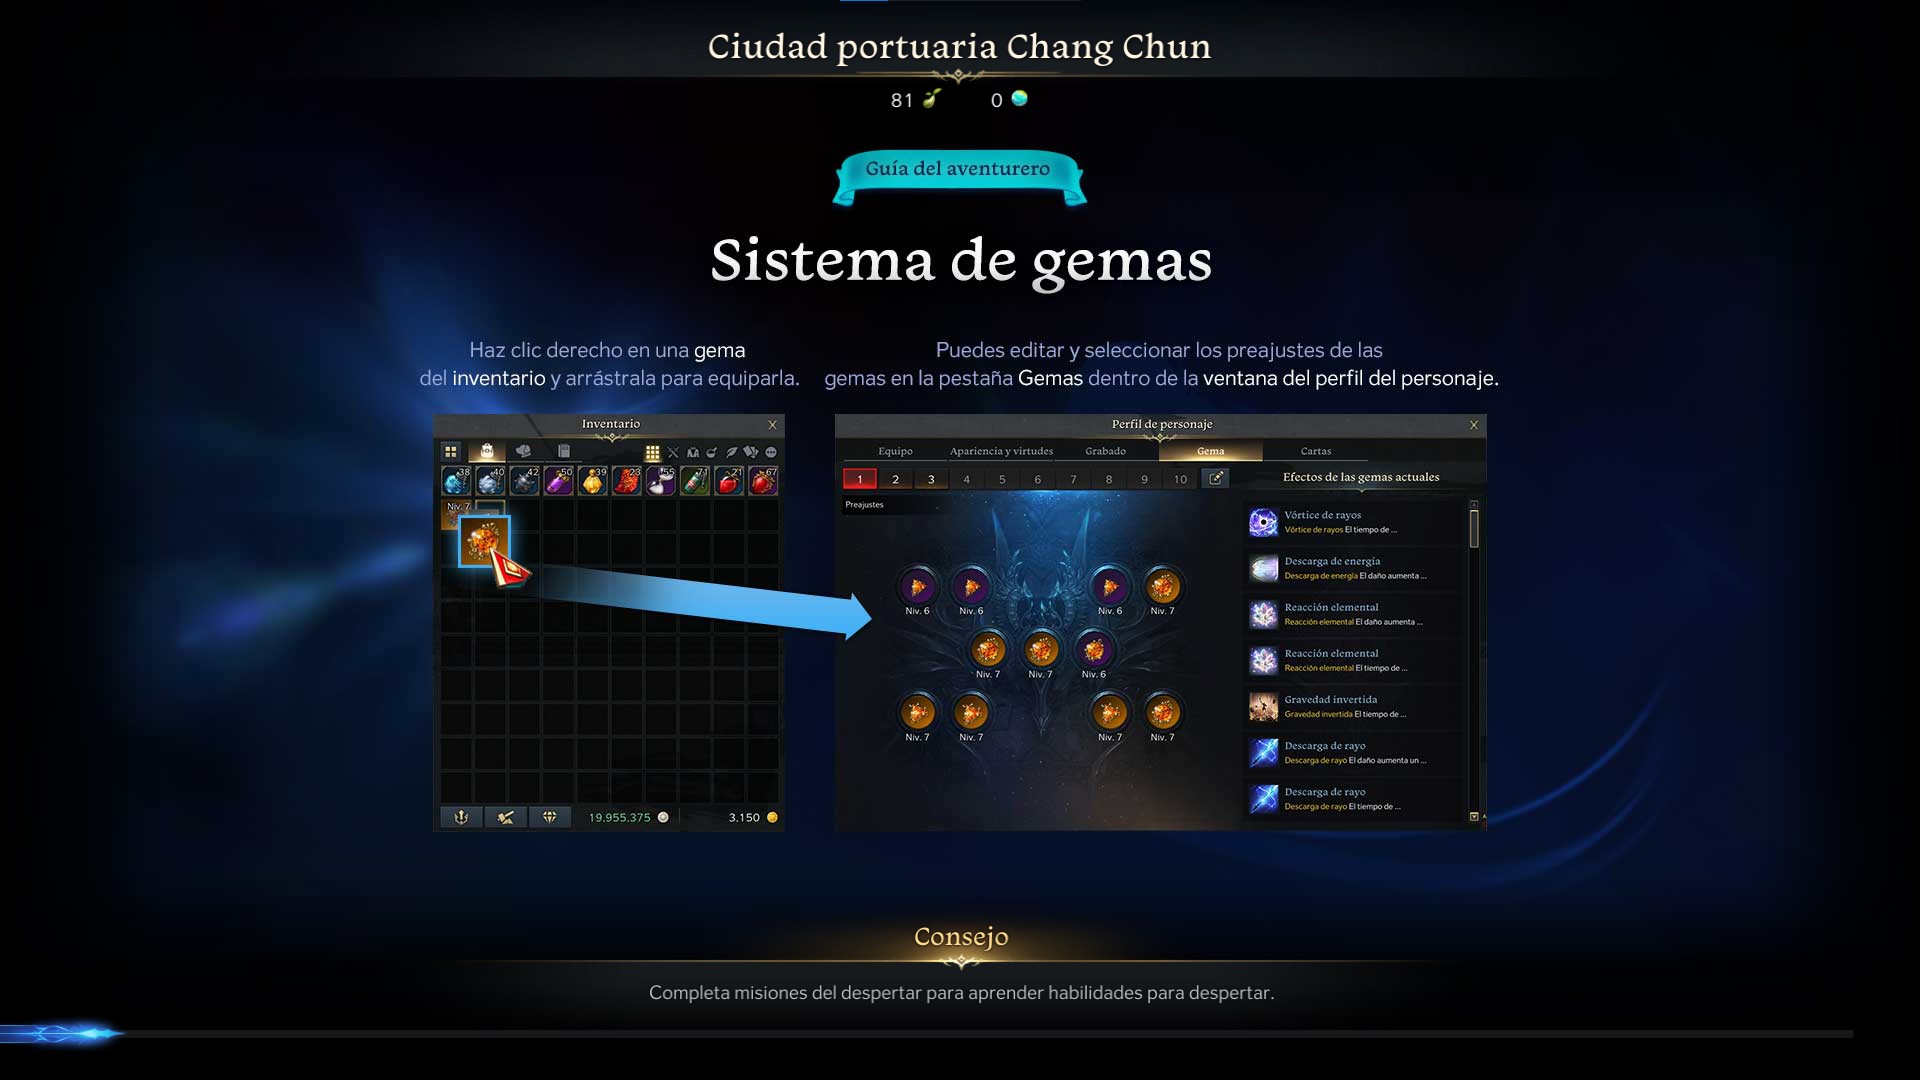 Ciudad portuaria Chang Chun
81 0
Guía del aventurero
Sistema de gemas
Haz clic derecho en una gema
del inventario y arrástrala para equiparla.
Puedes editar y seleccionar los preajustes de las
gemas en la pestaña Gemas dentro de la ventana del perfil del personaje.
Inventario
38 40 42 50 39 23 55 71 21 67
Niv. 7
19.955.375 3.150
Perfil de personaje
Equipo Apariencia y virtudes Grabado Gema Cartas
1 2 3 4 5 6 7 8 9 10
Preajustes
Niv. 6 Niv. 6 Niv. 6 Niv. 7
Niv. 7 Niv. 7 Niv. 6
Niv. 7 Niv. 7 Niv. 7 Niv. 7
Efectos de las gemas actuales
Vórtice de rayos
Vórtice de rayos El tiempo de ...
Descarga de energía
Descarga de energía El daño aumenta ...
Reacción elemental
Reacción elemental El daño aumenta ...
Reacción elemental
Reacción elemental El tiempo de ...
Gravedad invertida
Gravedad invertida El tiempo de ...
Descarga de rayo
Descarga de rayo El daño aumenta un ...
Descarga de rayo
Descarga de rayo El tiempo de ...
Consejo
Completa misiones del despertar para aprender habilidades para despertar.